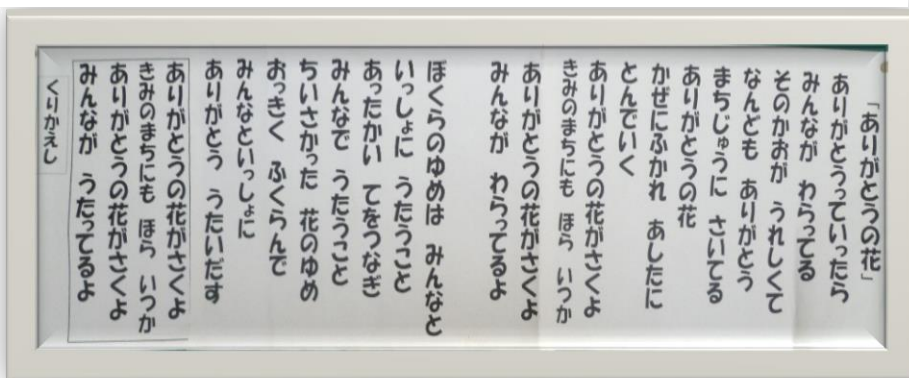 「ありがとうの花」
ありがとうっていったら
みんなが わらってる
そのかおが うれしくて
なんども ありがとう
まちじゅうに さいてる
ありがとうの花
かぜにふかれ あしたに
とんでいく
ありがとうの花がさくよ
きみのまちにも ほら いつか
ありがとうの花がさくよ
みんなが わらってるよ
ぼくらのゆめは みんなと
いっしょに うたうこと
あったかい てをつなぎ
みんなで うたうこと
ちいさかった 花のゆめ
おっきく ふくらんで
みんなといっしょに
ありがとう うたいだす
ありがとうの花がさくよ
きみのまちにも ほら いつか
ありがとうの花がさくよ
みんなが うたってるよ
くりかえし